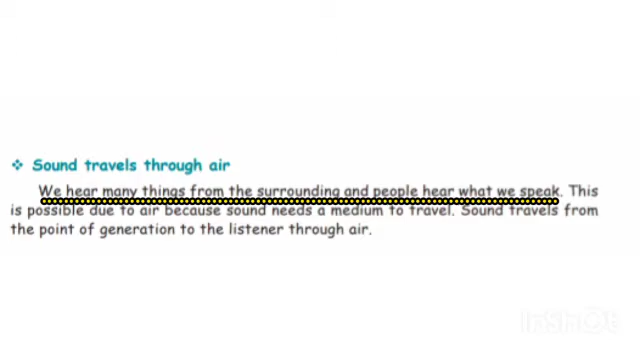 ❖ Sound travels through air
We hear many things from the surrounding and people hear what we speak. This
is possible due to air because sound needs a medium to travel. Sound travels from
the point of generation to the listener through air.
InShOt